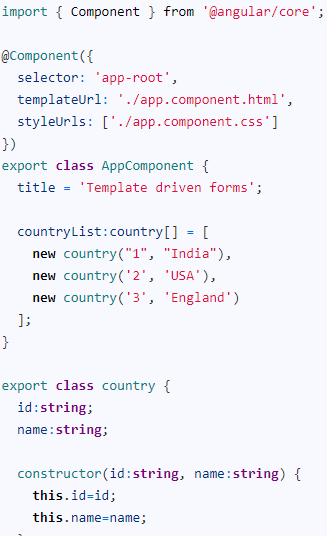 import { Component } from '@angular/core';
@Component({
selector: 'app-root',
templateUrl: './app.component.html',
styleUrls: ['./app.component.css']
})
export class AppComponent {
title = 'Template driven forms';
countryList:country[] = [
new country("1", "India"),
new country('2', 'USA'),
new country('3', 'England')
];
}
export class country {
id:string;
name:string;
constructor(id:string, name:string) {
this.id=id;
this.name=name;